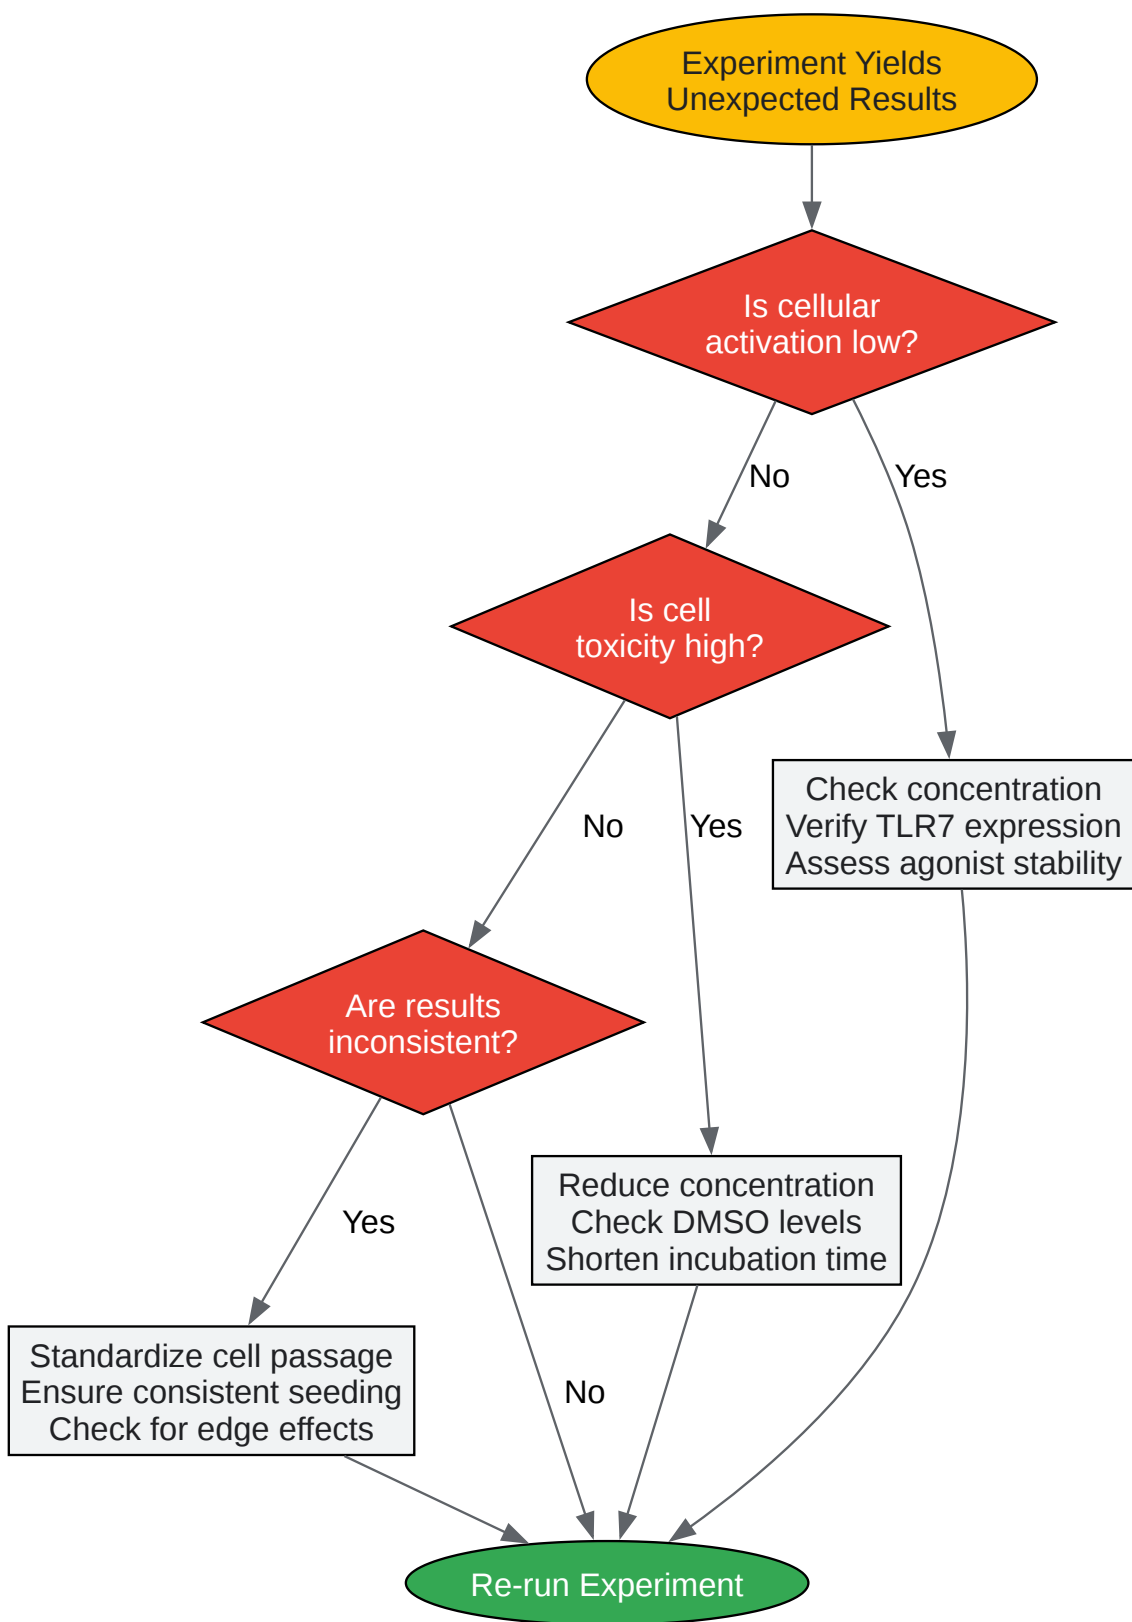 Experiment Yields
Unexpected Results
Is cellular
activation low?
No
Yes
Is cell
toxicity high?
Check concentration
Verify TLR7 expression
Assess agonist stability
No
Yes
Are results
inconsistent?
Reduce concentration
Check DMSO levels
Shorten incubation time
Yes
Standardize cell passage
Ensure consistent seeding
Check for edge effects
No
Re-run Experiment